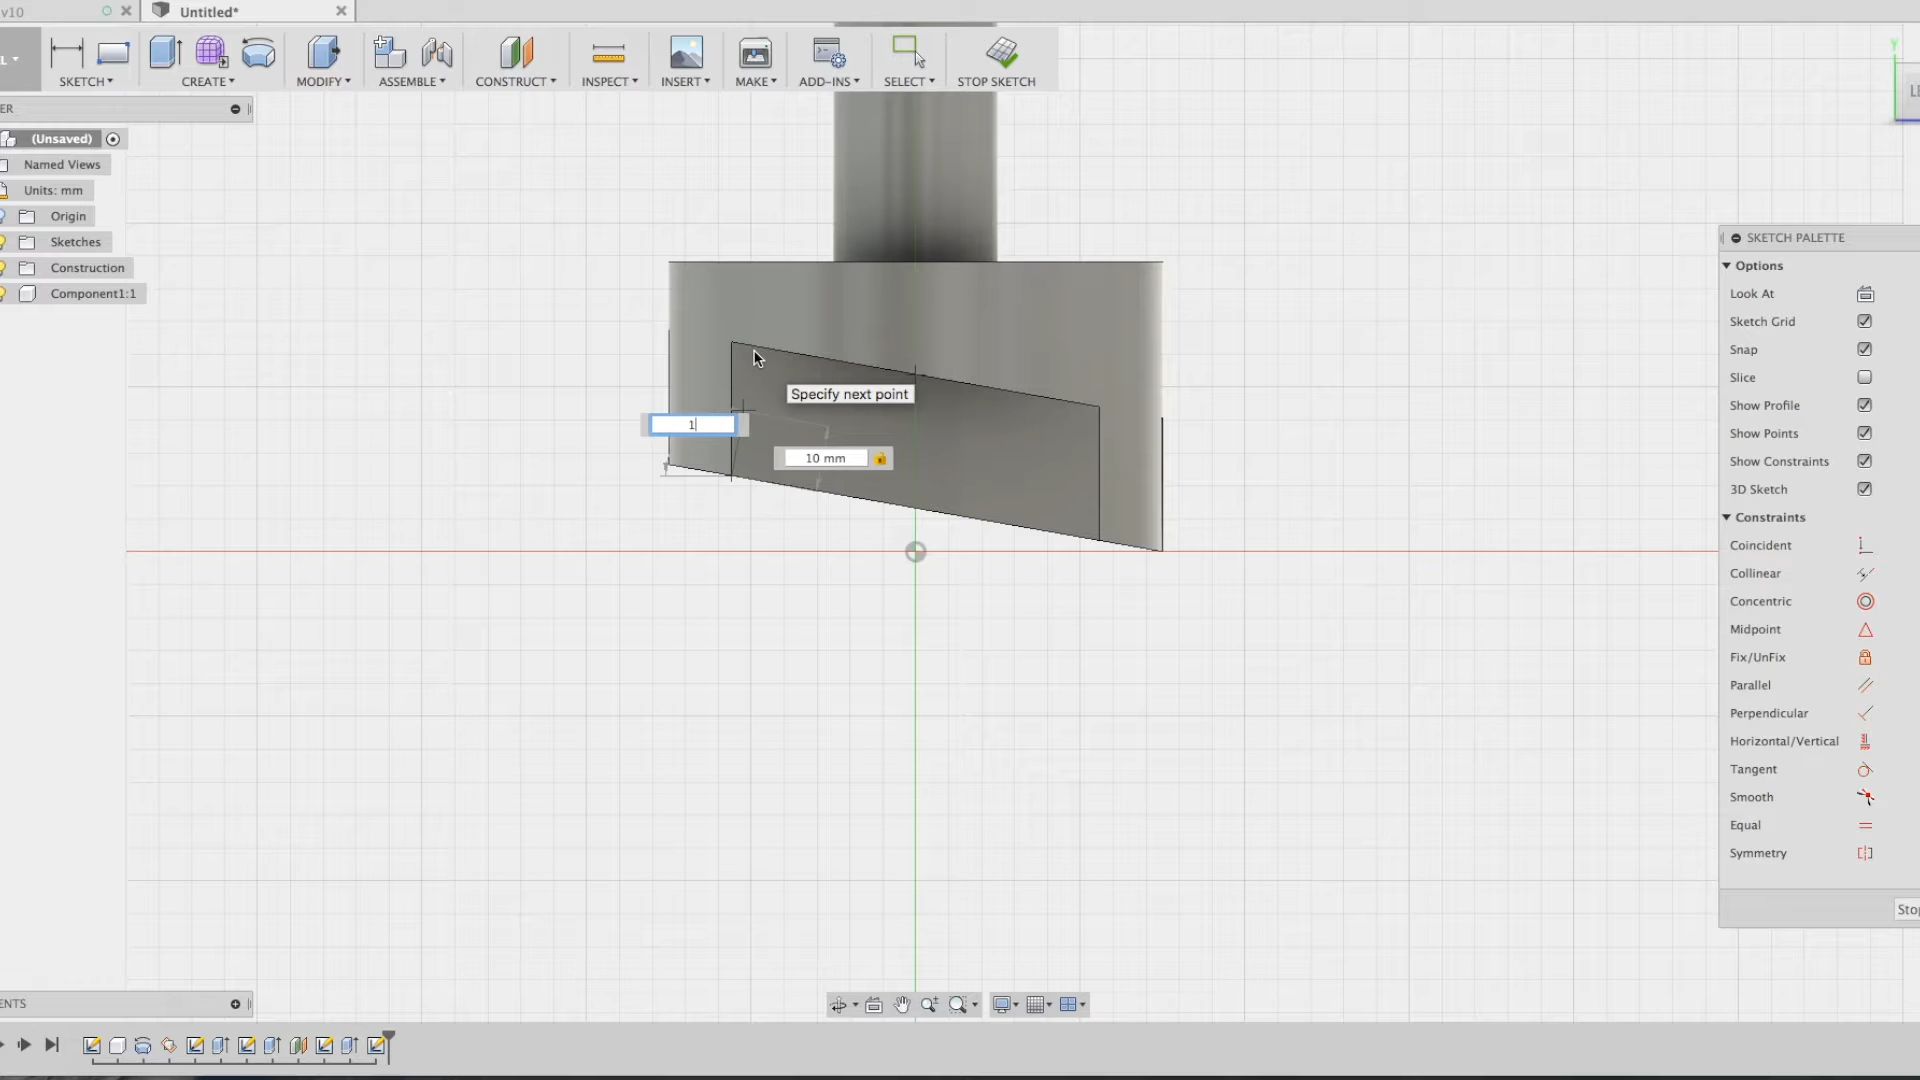 v10
Untitled*
L
SKETCH
CREATE
MODIFY
ASSEMBLE
CONSTRUCT
INSPECT
INSERT
MAKE
ADD-INS
SELECT
STOP SKETCH
ER
(Unsaved)
Named Views
Units: mm
Origin
Sketches
Construction
Component1:1
Y
LE
Specify next point
1
10 mm
SKETCH PALETTE
Options
Look At
Sketch Grid
Snap
Slice
Show Profile
Show Points
Show Constraints
3D Sketch
Constraints
Coincident
Collinear
Concentric
Midpoint
Fix/UnFix
Parallel
Perpendicular
Horizontal/Vertical
Tangent
Smooth
Equal
Symmetry
Stop
ENTS